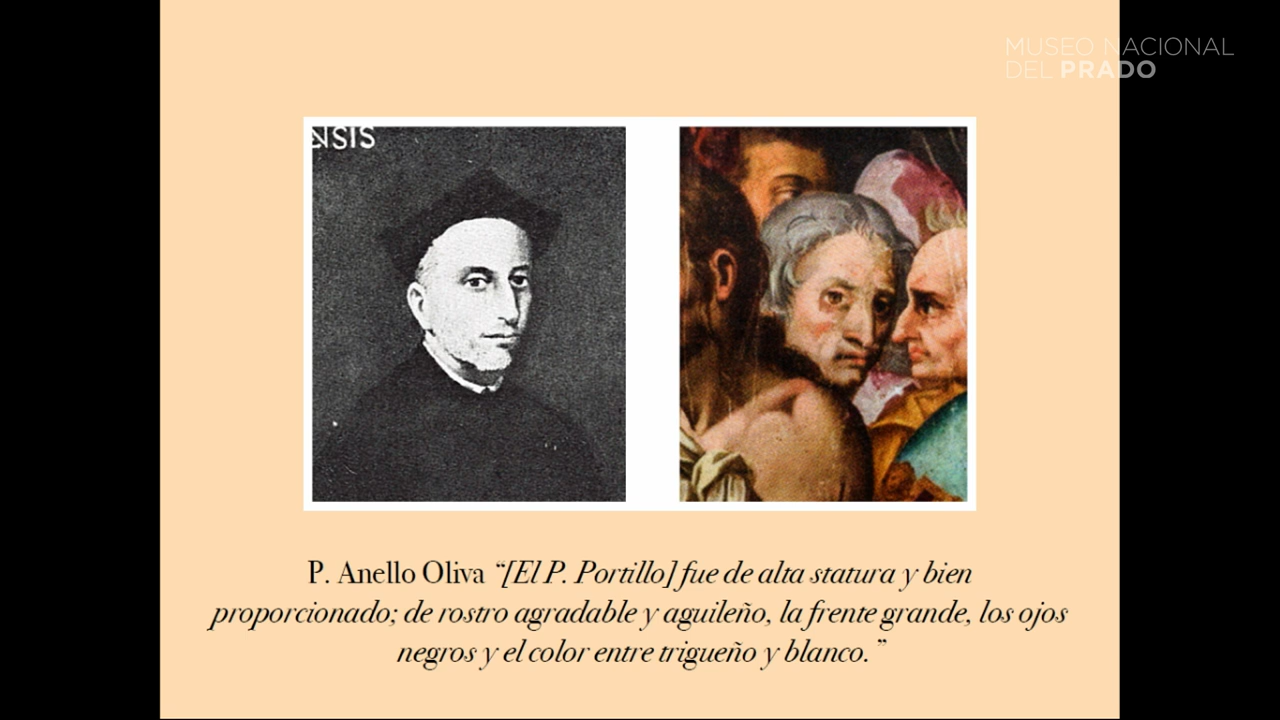 MUSEO NACIONAL
DEL PRADO
NSIS
P. Anello Oliva “[El P. Portillo] fue de alta statura y bien
proporcionado; de rostro agradable y aguileño, la frente grande, los ojos
negros y el color entre trigueño y blanco.”